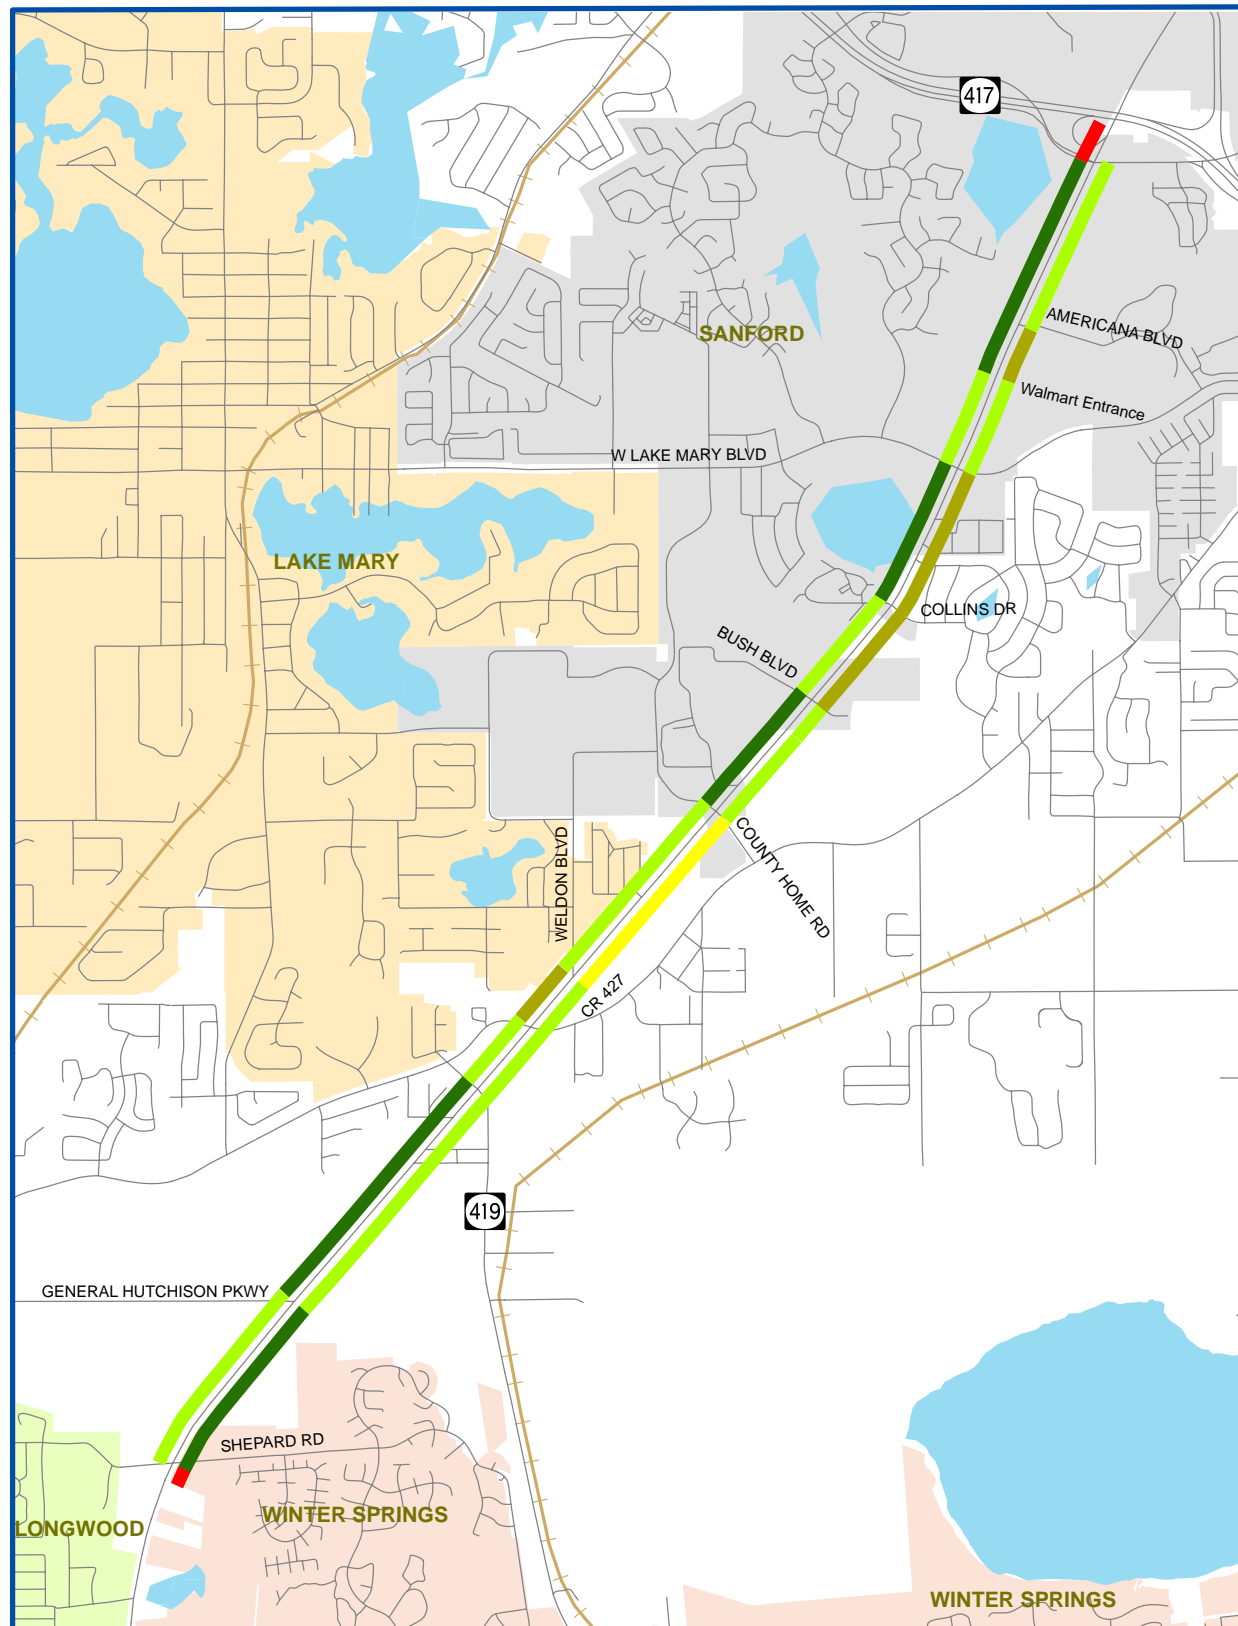 417
AMERICANA BLVD
SANFORD
Walmart Entrance
W LAKE MARY BLVD
LAKE MARY
COLLINS DR
BUSH BLVD
COUNTY HOME RD
WELDON BLVD
CR 427
419
GENERAL HUTCHISON PKWY
SHEPARD RD
WINTER SPRINGS
LONGWOOD
WINTER SPRINGS